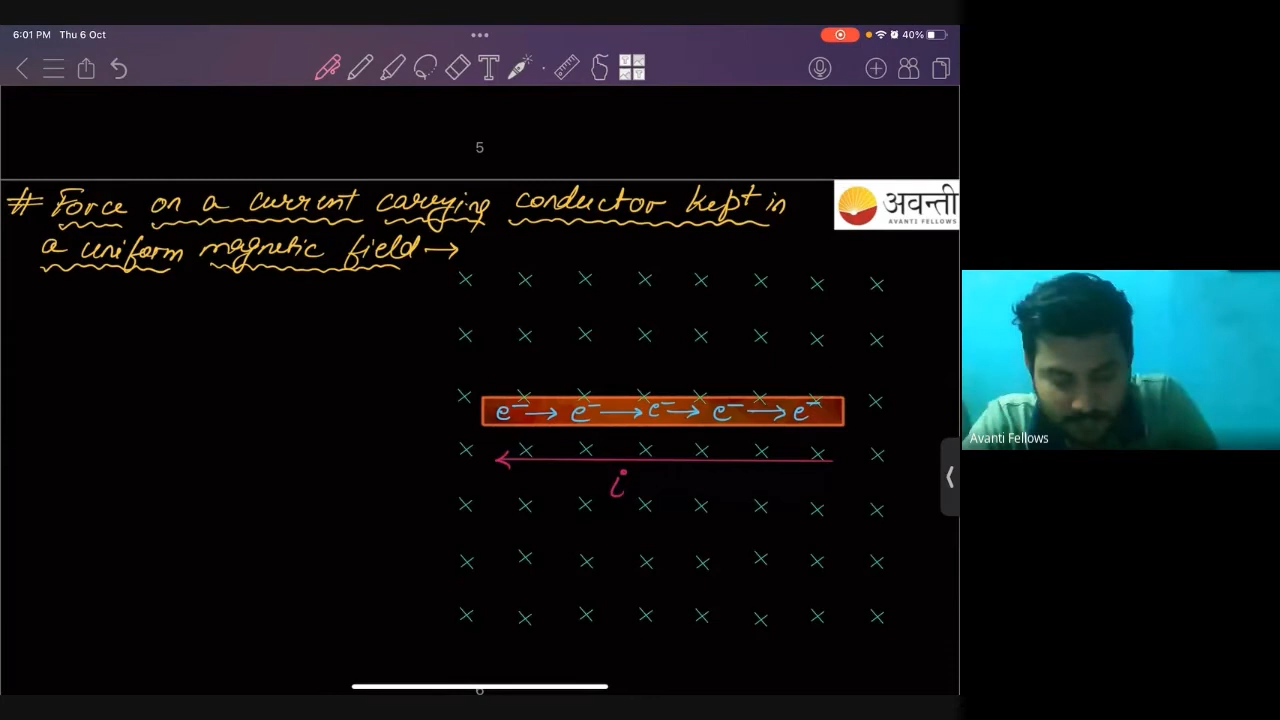 6:01 PM Thu 6 Oct
40%
5
# Force on a current carrying conductor kept in
a uniform magnetic field →
अवन्ती
AVANTI FELLOWS
× × × × × × × ×
× × × × × × × ×
× × × × × × × ×
e⁻ → e⁻ → e⁻ → e⁻ → e⁻
× × × × × × × ×
i
× × × × × × × ×
× × × × × × × ×
× × × × × × × ×
Avanti Fellows